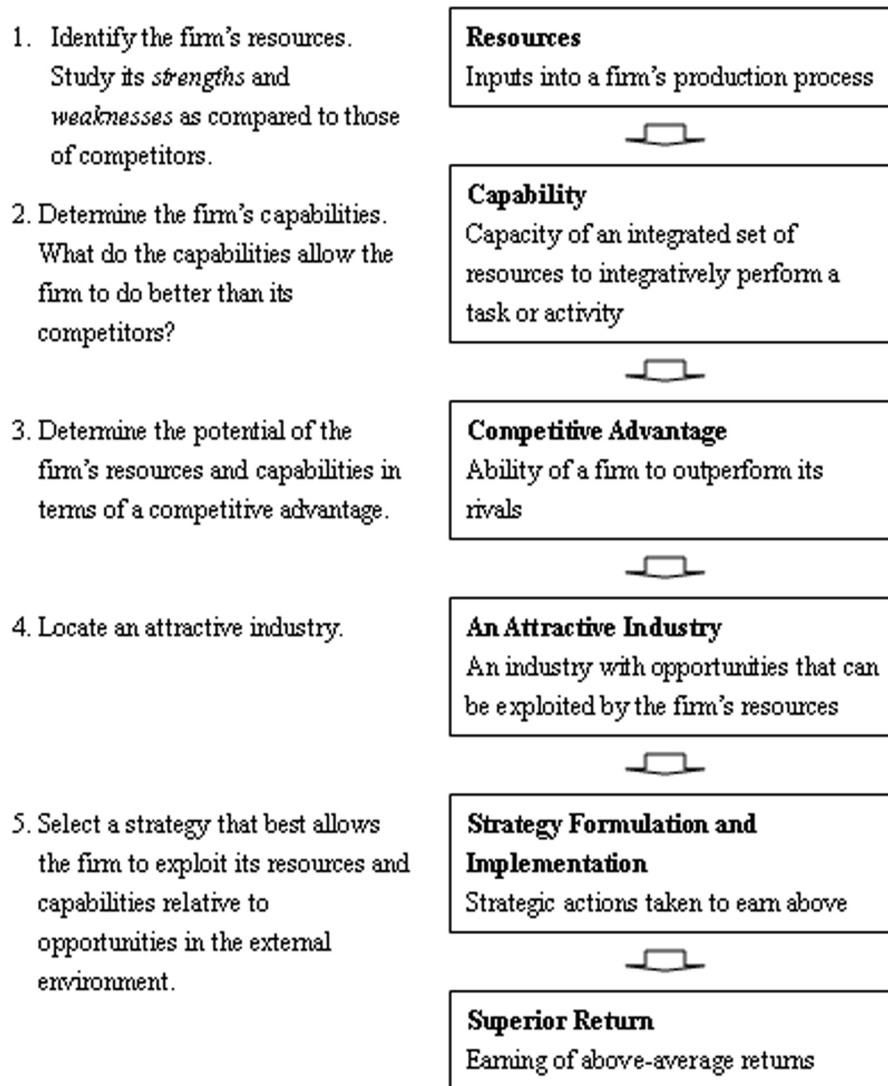 1. Identify the firm's resources.
Study its strengths and
weaknesses as compared to those
of competitors.
Resources
Inputs into a firm's production process
2. Determine the firm's capabilities.
What do the capabilities allow the
firm to do better than its
competitors?
Capability
Capacity of an integrated set of
resources to integratively perform a
task or activity
3. Determine the potential of the
firm's resources and capabilities in
terms of a competitive advantage.
Competitive Advantage
Ability of a firm to outperform its
rivals
4. Locate an attractive industry.
An Attractive Industry
An industry with opportunities that can
be exploited by the firm's resources
5. Select a strategy that best allows
the firm to exploit its resources and
capabilities relative to
opportunities in the external
environment.
Strategy Formulation and
Implementation
Strategic actions taken to earn above
Superior Return
Earning of above-average returns